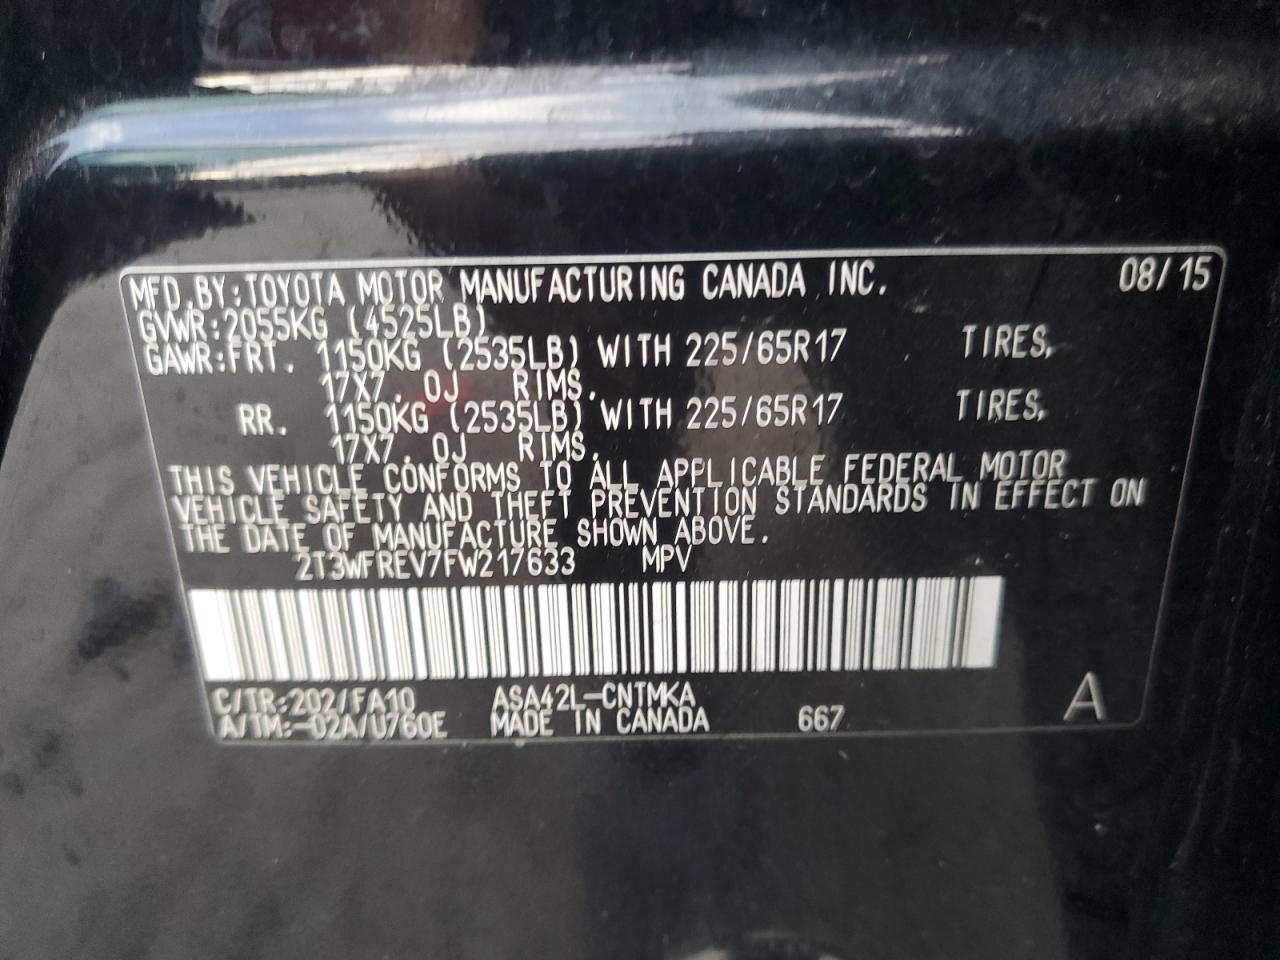 MFD.BY:TOYOTA MOTOR MANUFACTURING CANADA INC. 08/15
GVWR:2055KG (4525LB)
GAWR:FRT. 1150KG (2535LB) WITH 225/65R17 TIRES,
17X7.0J RIMS.
RR. 1150KG (2535LB) WITH 225/65R17 TIRES,
17X7.0J RIMS.
THIS VEHICLE CONFORMS TO ALL APPLICABLE FEDERAL MOTOR
VEHICLE SAFETY AND THEFT PREVENTION STANDARDS IN EFFECT ON
THE DATE OF MANUFACTURE SHOWN ABOVE.
2T3WFREV7FW217633 MPV
C/TR:202/FA10 ASA42L-CNTMKA
A/TM:-02A/U760E MADE IN CANADA 667 A